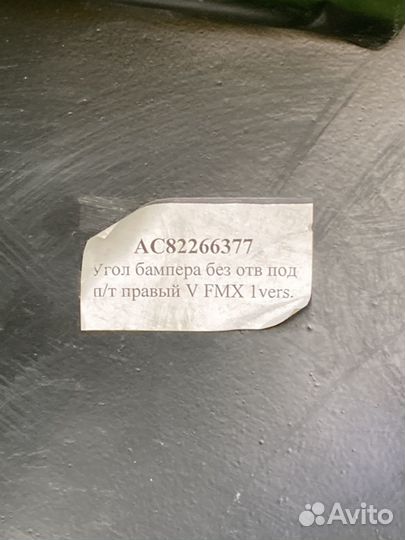 AC82266377
Угол бампера без отв под
п/т правый V FMX 1vers.
Avito